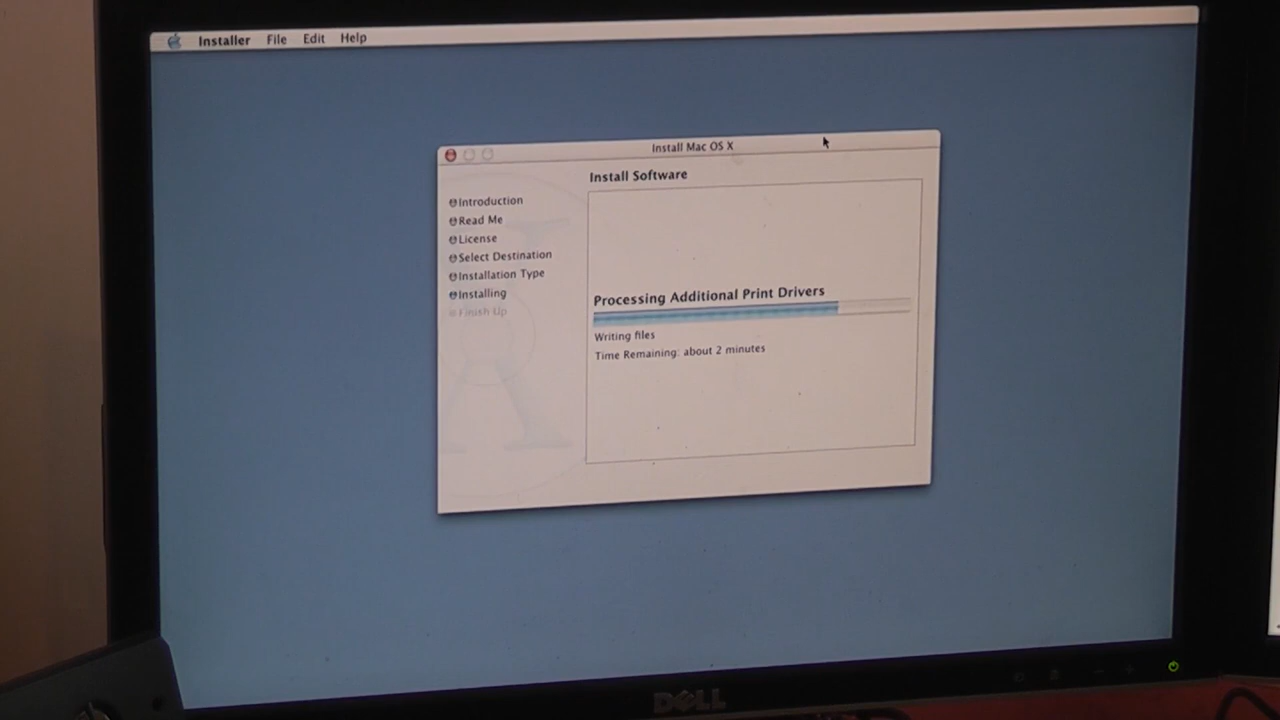 Installer File Edit Help
Install Mac OS X
Install Software
Introduction
Read Me
License
Select Destination
Installation Type
Installing
Finish Up
Processing Additional Print Drivers
Writing files
Time Remaining: about 2 minutes
DELL